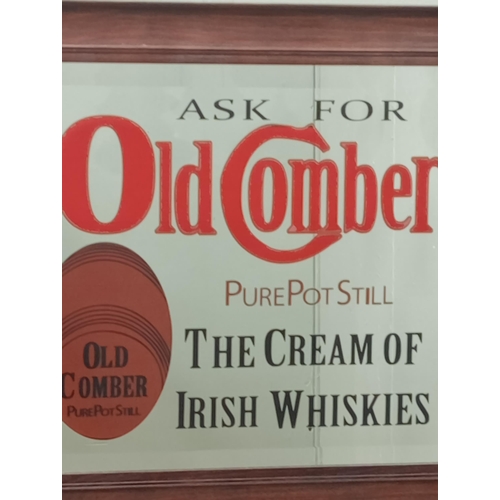 ASK FOR
Old Comber
PURE POT STILL
THE CREAM OF
IRISH WHISKIES
OLD
COMBER
PURE POT STILL